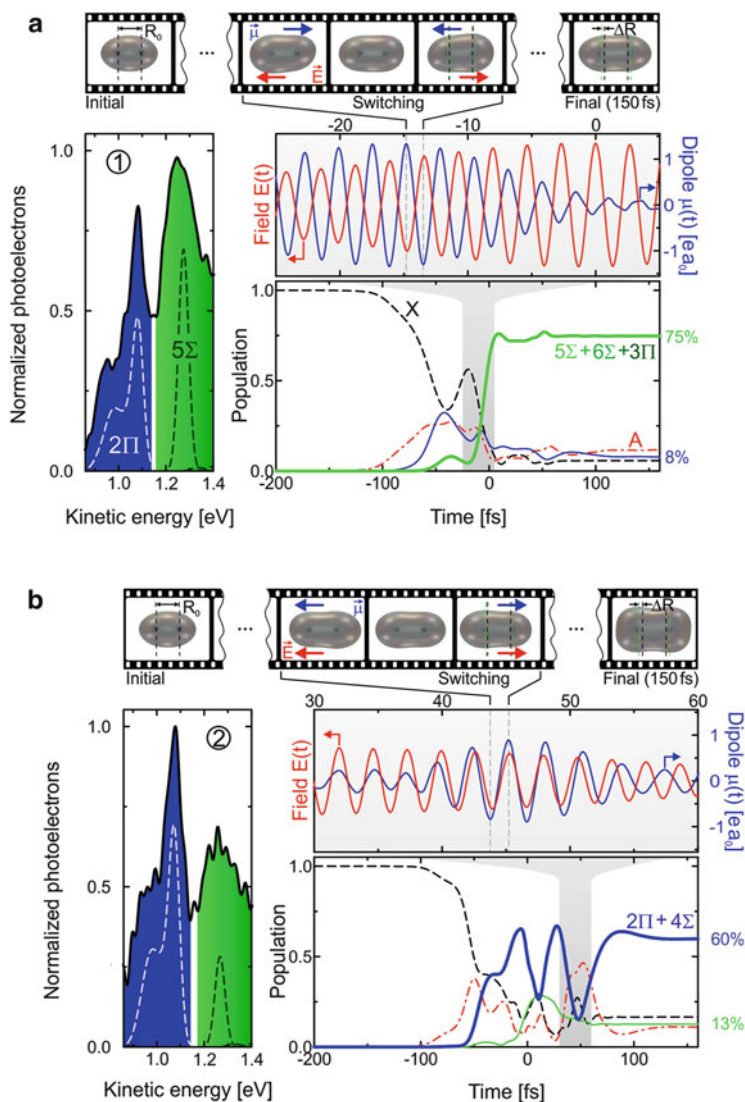 a
R₀
...
μ⃗
E⃗
...
ΔR
Initial
Switching
Final (150 fs)
①
Normalized photoelectrons
1.0
0.5
0.0
2Π
5Σ
1.0 1.2 1.4
Kinetic energy [eV]
-20 -10 0
Field E(t)
Dipole μ(t) [ea₀]
1
0
-1
Population
1.0
0.5
0.0
X
5Σ+6Σ+3Π
A
75%
8%
-200 -100 0 100
Time [fs]
b
R₀
...
μ⃗
E⃗
...
ΔR
Initial
Switching
Final (150 fs)
②
Normalized photoelectrons
1.0
0.5
0.0
1.0 1.2 1.4
Kinetic energy [eV]
30 40 50 60
Field E(t)
Dipole μ(t) [ea₀]
1
0
-1
Population
1.0
0.5
0.0
2Π+4Σ
60%
13%
-200 -100 0 100
Time [fs]